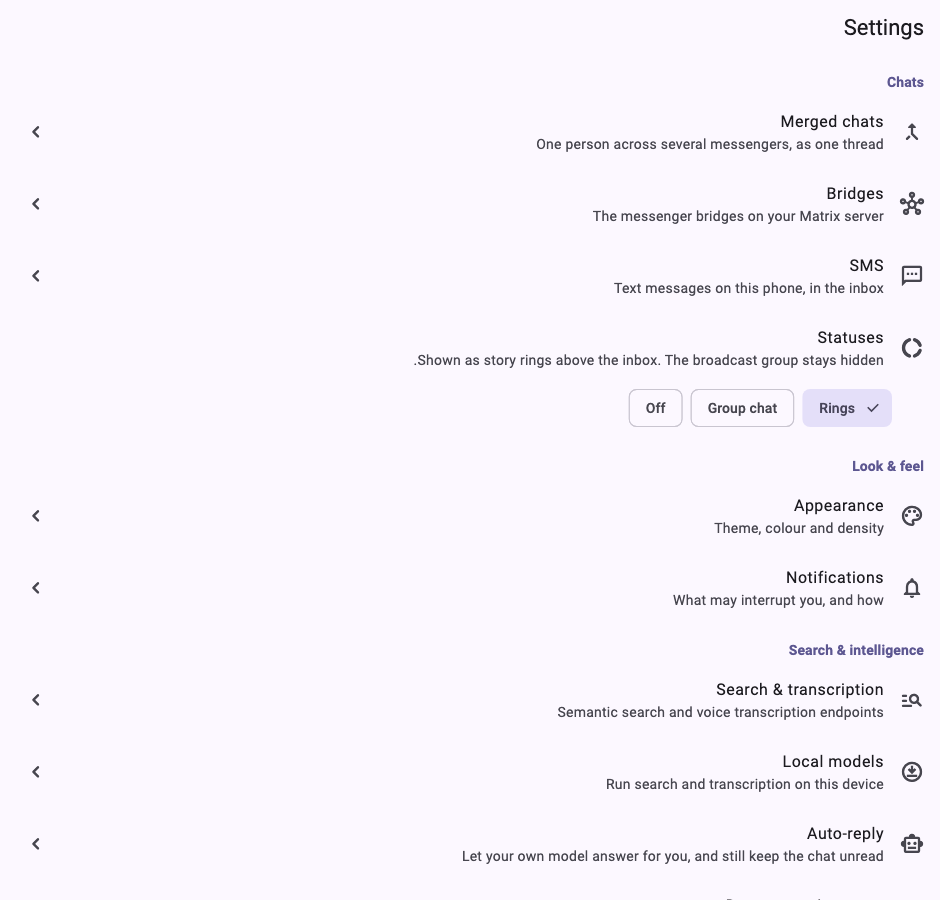 Settings
Chats
Merged chats
One person across several messengers, as one thread
Bridges
The messenger bridges on your Matrix server
SMS
Text messages on this phone, in the inbox
Statuses
.Shown as story rings above the inbox. The broadcast group stays hidden
Rings
Group chat
Off
Look & feel
Appearance
Theme, colour and density
Notifications
What may interrupt you, and how
Search & intelligence
Search & transcription
Semantic search and voice transcription endpoints
Local models
Run search and transcription on this device
Auto-reply
Let your own model answer for you, and still keep the chat unread